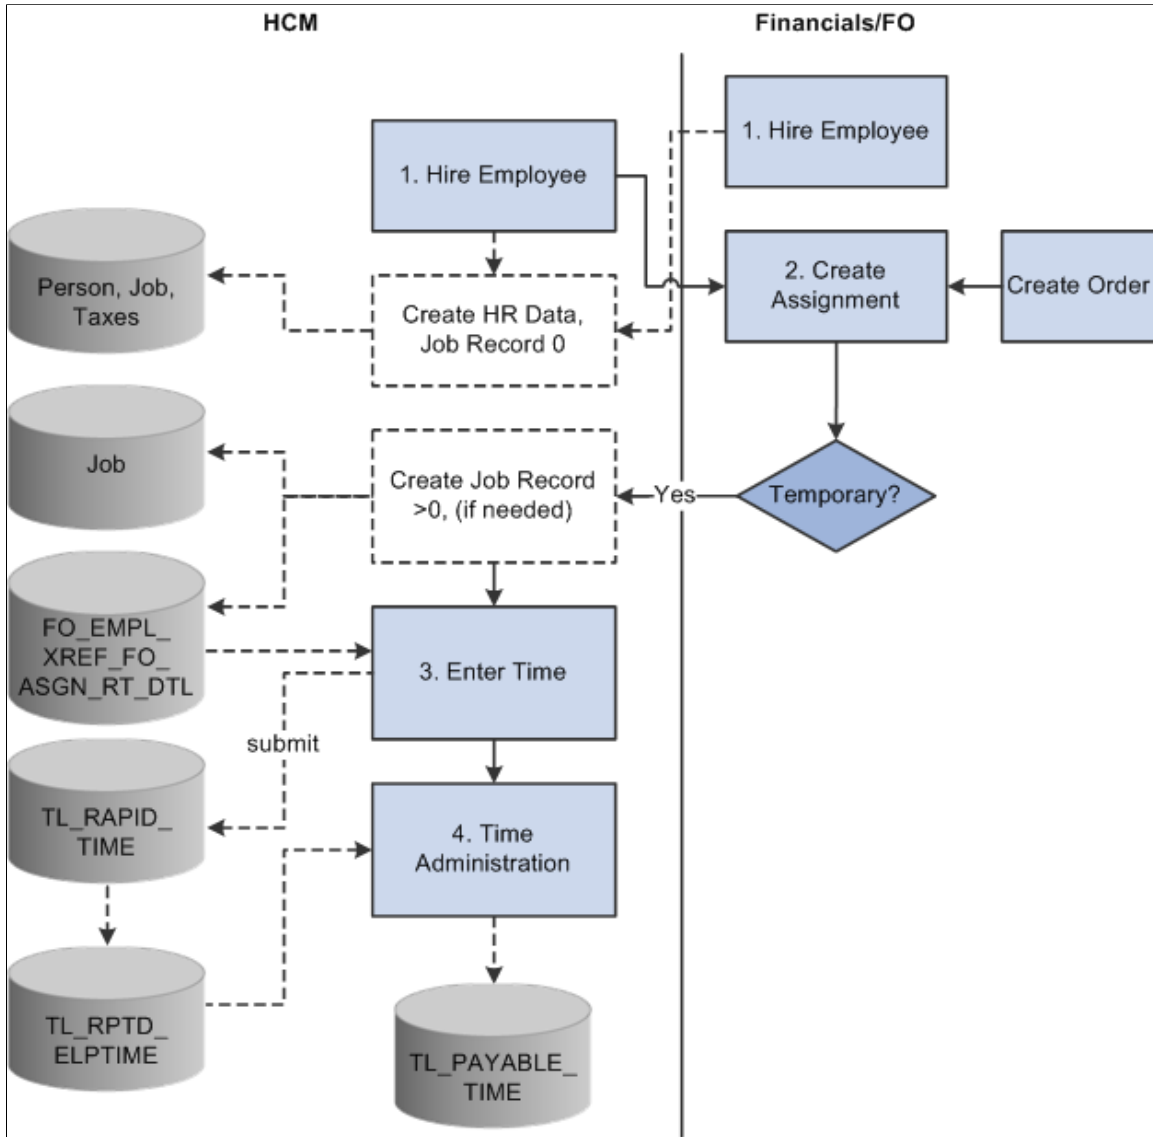 HCM
Financials/FO
1. Hire Employee
1. Hire Employee
Person, Job,
Taxes
Create HR Data,
Job Record 0
2. Create
Assignment
Create Order
Job
Create Job Record
>0, (if needed)
Yes
Temporary?
FO_EMPL_
XREF_FO_
ASGN_RT_DTL
3. Enter Time
submit
TL_RAPID_
TIME
4. Time
Administration
TL_RPTD_
ELPTIME
TL_PAYABLE_
TIME